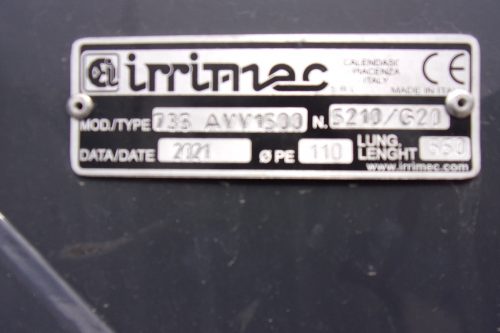 irrimec S.R.L. CALENDASCO PIACENZA ITALY CE
MADE IN ITALY
MOD./TYPE 733 AVV1500 N. 5210/G20
DATA/DATE 2021 Ø PE 110 LUNG. LENGHT 550
www.irrimec.com